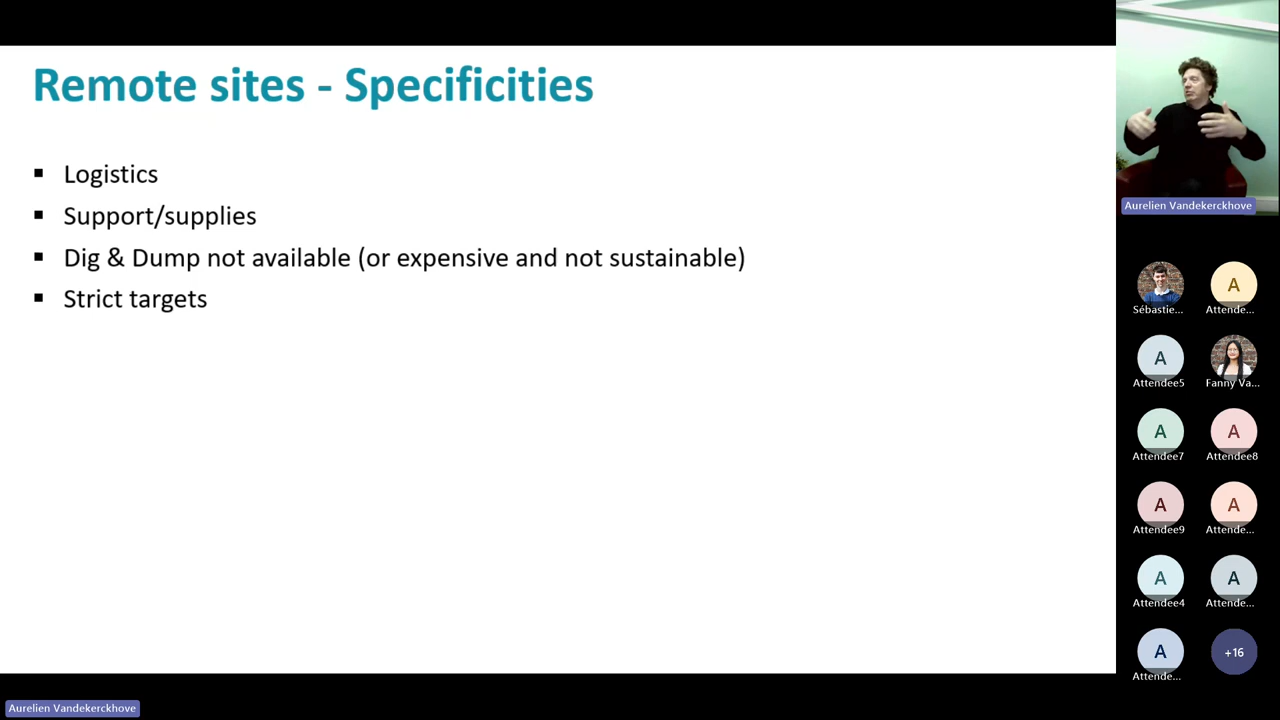 Remote sites - Specificities
▪ Logistics
▪ Support/supplies
▪ Dig & Dump not available (or expensive and not sustainable)
▪ Strict targets
Aurelien Vandekerckhove
Sébastie...
A
Attende...
A
Attendee5
Fanny Va...
A
Attendee7
A
Attendee8
A
Attendee9
A
Attende...
A
Attendee4
A
Attende...
A
Attende...
+16
Aurelien Vandekerckhove